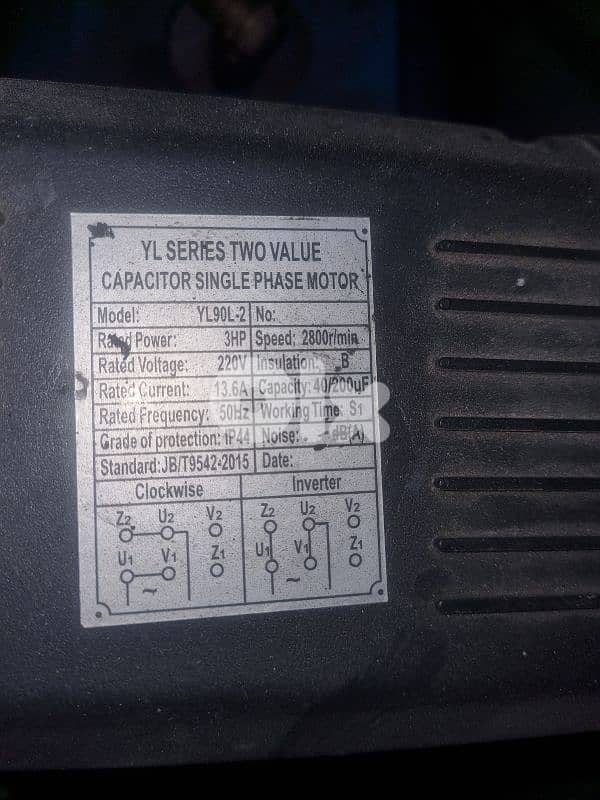 YL SERIES TWO VALUE
CAPACITOR SINGLE PHASE MOTOR
Model: YL90L-2 No:
Rated Power: 3HP Speed: 2800r/min
Rated Voltage: 220V Insulation: B
Rated Current: 13.6A Capacity: 40/200uF
Rated Frequency: 50Hz Working Time: S1
Grade of protection: IP44 Noise: dB(A)
Standard:JB/T9542-2015 Date:
Clockwise Inverter
Z2 U2 V2 Z2 U2 V2
U1 V1 Z1 U1 V1 Z1
~ ~